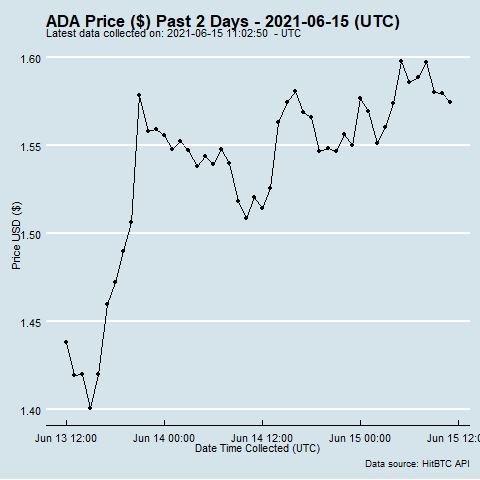 ADA Price ($) Past 2 Days - 2021-06-15 (UTC)
Latest data collected on: 2021-06-15 11:02:50  - UTC
1.60
1.55
1.50
1.45
1.40
Price USD ($)
Jun 13 12:00
Jun 14 00:00
Jun 14 12:00
Jun 15 00:00
Jun 15 12:
Date Time Collected (UTC)
Data source: HitBTC API